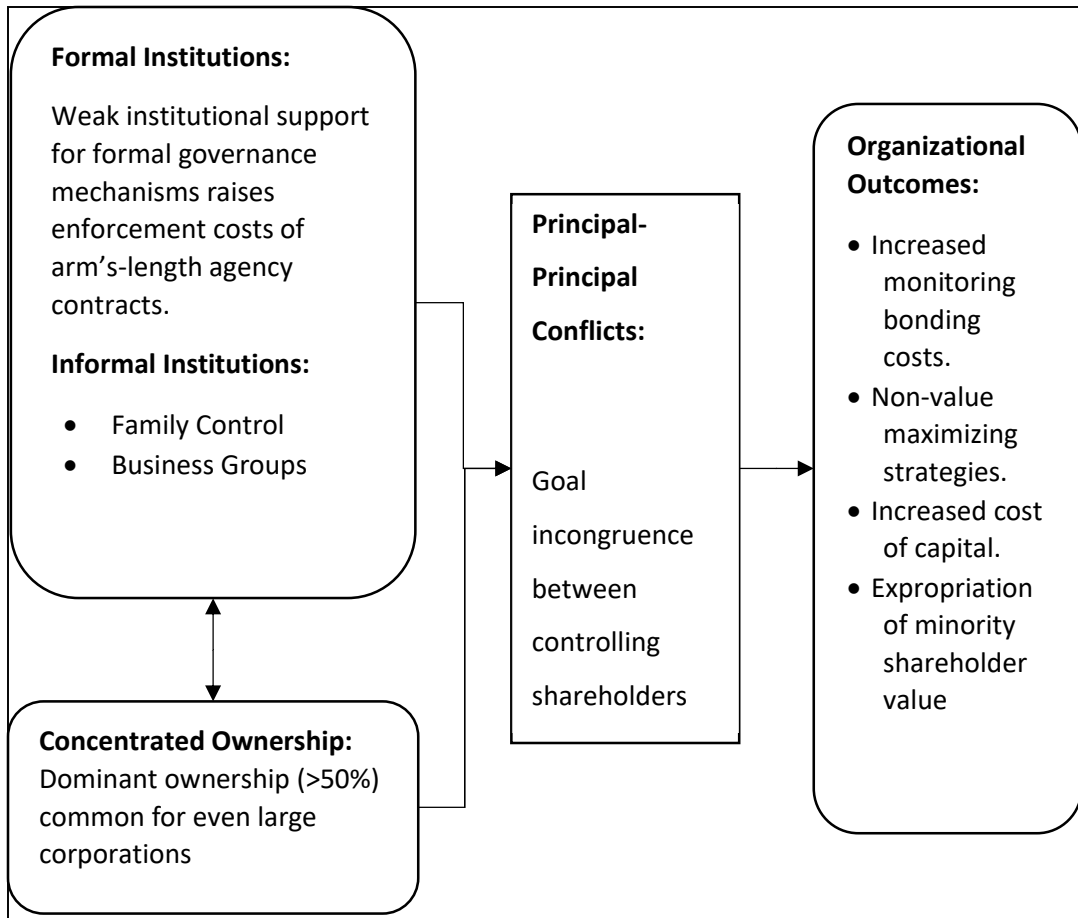 Formal Institutions:
Weak institutional support
for formal governance
mechanisms raises
enforcement costs of
arm’s-length agency
contracts.
Informal Institutions:
• Family Control
• Business Groups
Concentrated Ownership:
Dominant ownership (>50%)
common for even large
corporations
Principal-
Principal
Conflicts:
Goal
incongruence
between
controlling
shareholders
Organizational
Outcomes:
• Increased
monitoring
bonding
costs.
• Non-value
maximizing
strategies.
• Increased cost
of capital.
• Expropriation
of minority
shareholder
value